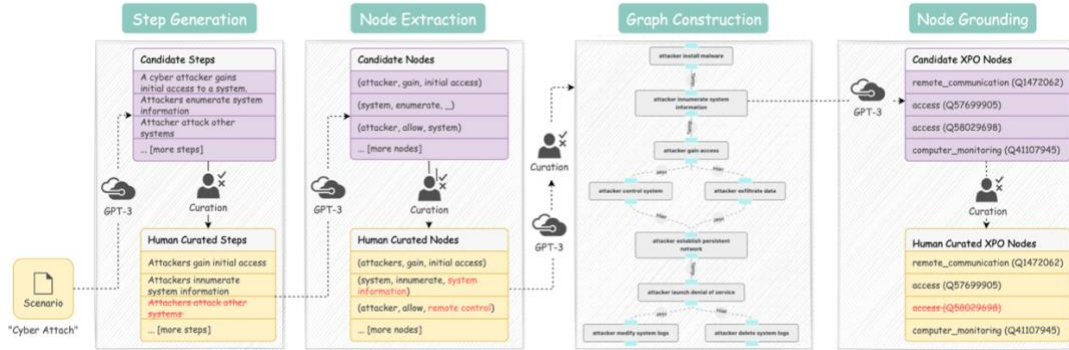 Step Generation
Node Extraction
Graph Construction
Node Grounding
Scenario
"Cyber Attach"
Candidate Steps
A cyber attacker gains
initial access to a system.
Attackers enumerate system
information
Attacher attack other
systems
... [more steps]
GPT-3
Curation
Human Curated Steps
Attackers gain initial access
Attackers innumerate
system information
Attackers attack other
systems
... [more steps]
Candidate Nodes
(attacker, gain, initial access)
(system, enumerate, _)
(attacker, allow, system)
... [more nodes]
GPT-3
Curation
Human Curated Nodes
(attackers, gain, initial access)
(system, innumerate, system
information)
(attacker, allow, remote control)
... [more nodes]
Curation
GPT-3
attacker install malware
attacker innumerate system
information
attacker gain access
attacker control system
attacker exfiltrate data
attacker establish persistent
network
attacker launch denial of service
attacker modify system logs
attacker delete system logs
GPT-3
Candidate XPO Nodes
remote_communication (Q1472062)
access (Q57699905)
access (Q58029698)
computer_monitoring (Q41107945)
Curation
Human Curated XPO Nodes
remote_communication (Q1472062)
access (Q57699905)
access (Q58029698)
computer_monitoring (Q41107945)